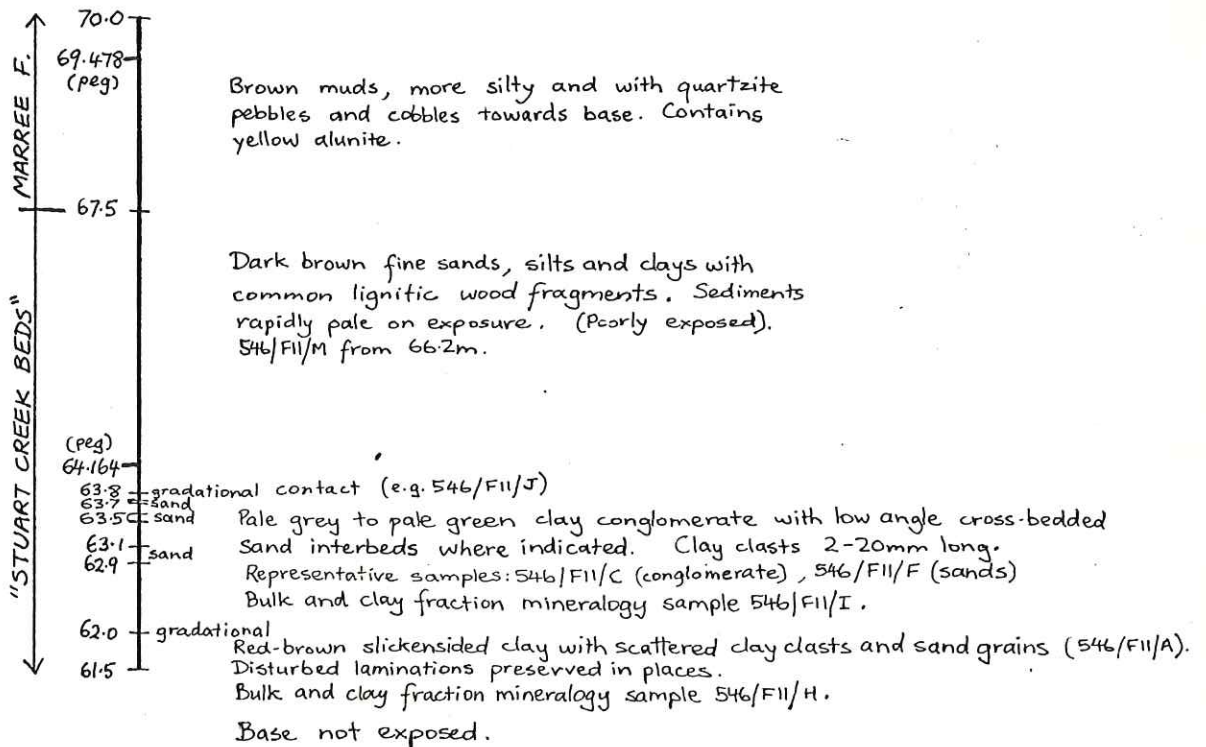 70.0
69.478
(peg)
MARREE F.
Brown muds, more silty and with quartzite
pebbles and cobbles towards base. Contains
yellow alunite.
67.5
"STUART CREEK BEDS"
Dark brown fine sands, silts and clays with
common lignitic wood fragments. Sediments
rapidly pale on exposure. (Poorly exposed).
546/F11/M from 66.2m.
(peg)
64.164
63.8 gradational contact (e.g. 546/F11/J)
63.7 sand
63.5 sand Pale grey to pale green clay conglomerate with low angle cross-bedded
63.1 sand Sand interbeds where indicated. Clay clasts 2-20mm long.
62.9
Representative samples: 546/F11/C (conglomerate), 546/F11/F (sands)
Bulk and clay fraction mineralogy sample 546/F11/I.
62.0 gradational
Red-brown slickensided clay with scattered clay clasts and sand grains (546/F11/A).
61.5 Disturbed laminations preserved in places.
Bulk and clay fraction mineralogy sample 546/F11/H.
Base not exposed.